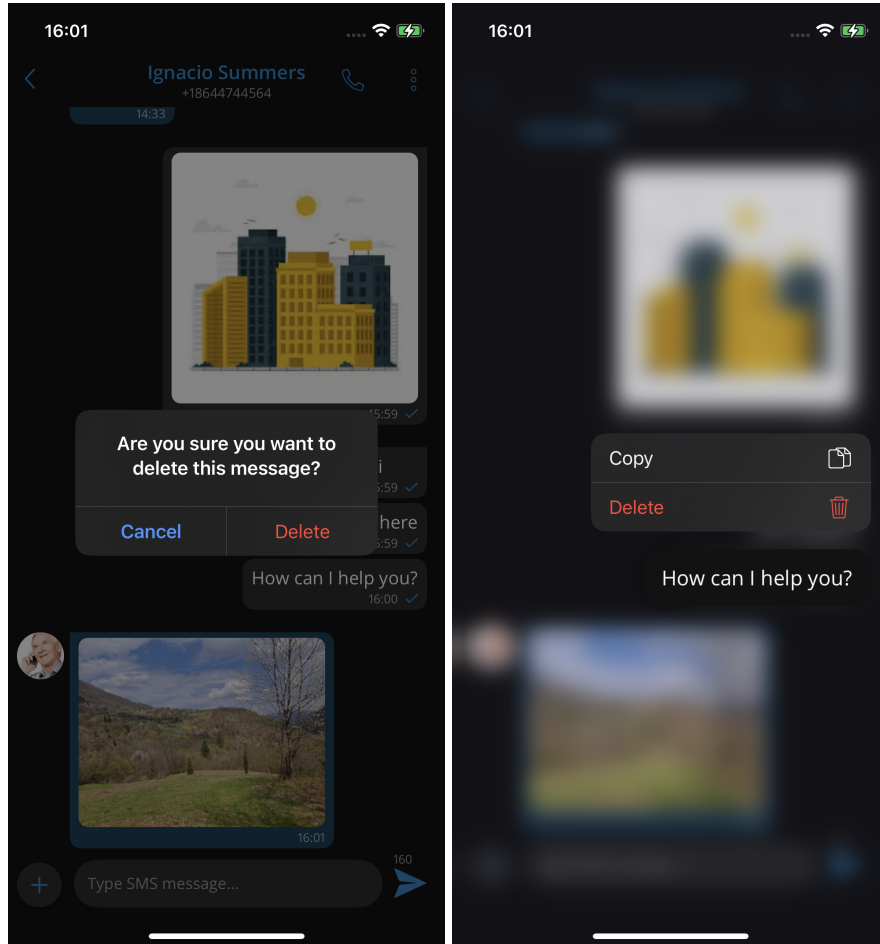 16:01
Ignacio Summers
+18644744564
14:33
15:59
Are you sure you want to
delete this message?
i
5:59
Cancel
Delete
here
5:59
How can I help you?
16:00
16:01
160
Type SMS message...
16:01
Copy
Delete
How can I help you?